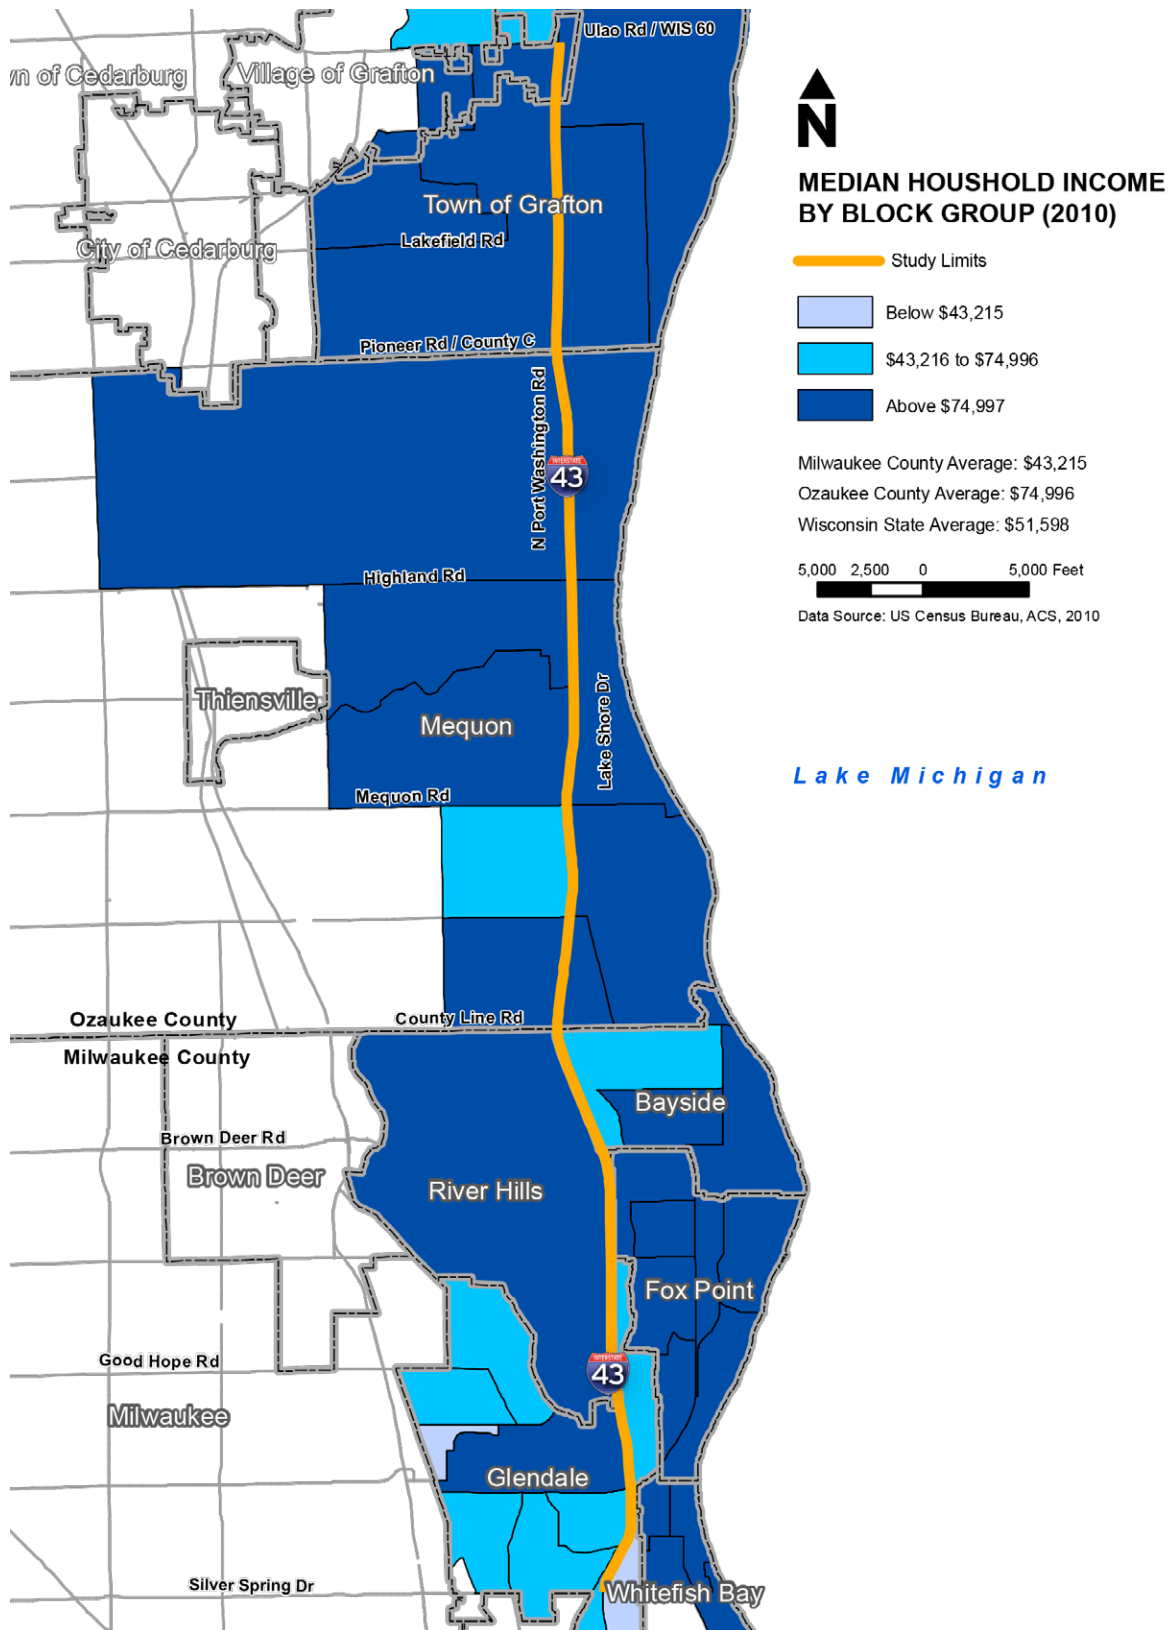 Ulao Rd / WIS 60
vn of Cedarburg
Village of Grafton
N
MEDIAN HOUSHOLD INCOME
BY BLOCK GROUP (2010)
Town of Grafton
Lakefield Rd
City of Cedarburg
Study Limits
Below $43,215
Pioneer Rd / County C
$43,216 to $74,996
Above $74,997
N Port Washington Rd
INTERSTATE
43
Milwaukee County Average: $43,215
Ozaukee County Average: $74,996
Wisconsin State Average: $51,598
5,000 2,500 0 5,000 Feet
Highland Rd
Data Source: US Census Bureau, ACS, 2010
Thiensville
Mequon
Lake Shore Dr
Lake Michigan
Mequon Rd
Ozaukee County
County Line Rd
Milwaukee County
Bayside
Brown Deer Rd
Brown Deer
River Hills
Fox Point
Good Hope Rd
INTERSTATE
43
Milwaukee
Glendale
Silver Spring Dr
Whitefish Bay